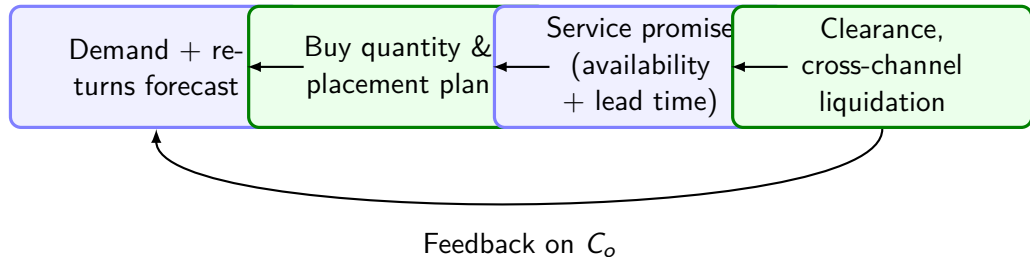 Demand + re-
turns forecast
Buy quantity &
placement plan
Service promise
(availability
+ lead time)
Clearance,
cross-channel
liquidation
Feedback on C_o